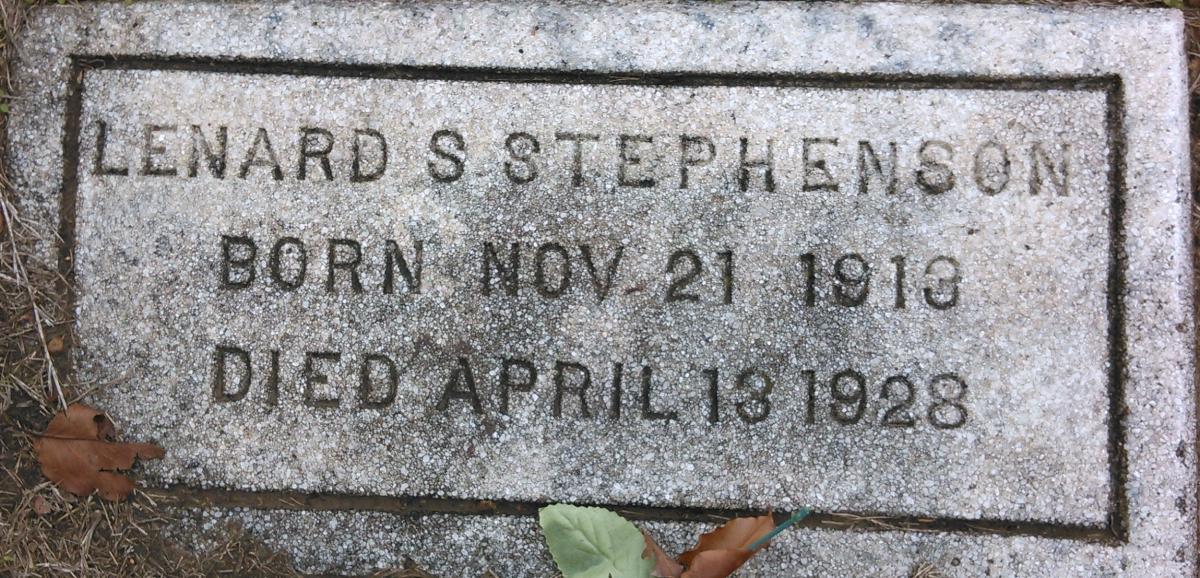 LENARD S STEPHENSON
BORN NOV 21 1913
DIED APRIL 13 1928